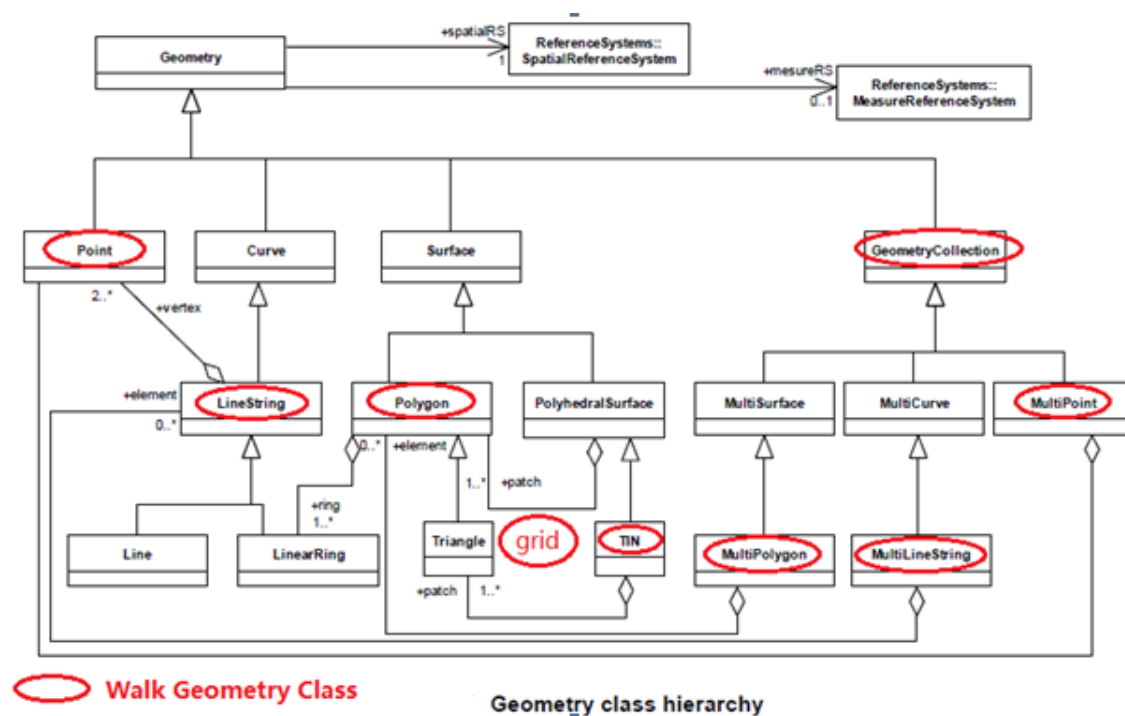 Geometry
+spatialRS
1
ReferenceSystems::
SpatialReferenceSystem
+mesureRS
0..1
ReferenceSystems::
MeasureReferenceSystem
Point
Curve
Surface
GeometryCollection
2..*
+vertex
+element
0..*
LineString
Polygon
PolyhedralSurface
MultiSurface
MultiCurve
MultiPoint
0..*
+element
+ring
1..*
1..*
+patch
Line
LinearRing
Triangle
grid
TIN
MultiPolygon
MultiLineString
+patch
1..*
Walk Geometry Class
Geometry class hierarchy